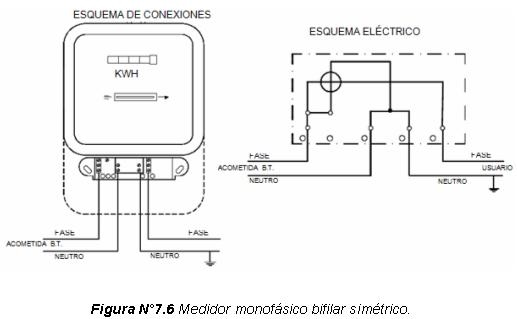 ESQUEMA DE CONEXIONES
KWH
FASE
ACOMETIDA B.T.
NEUTRO
FASE
NEUTRO
ESQUEMA ELÉCTRICO
FASE
ACOMETIDA B.T.
NEUTRO
FASE
USUARIO
NEUTRO
Figura N°7.6 Medidor monofásico bifilar simétrico.